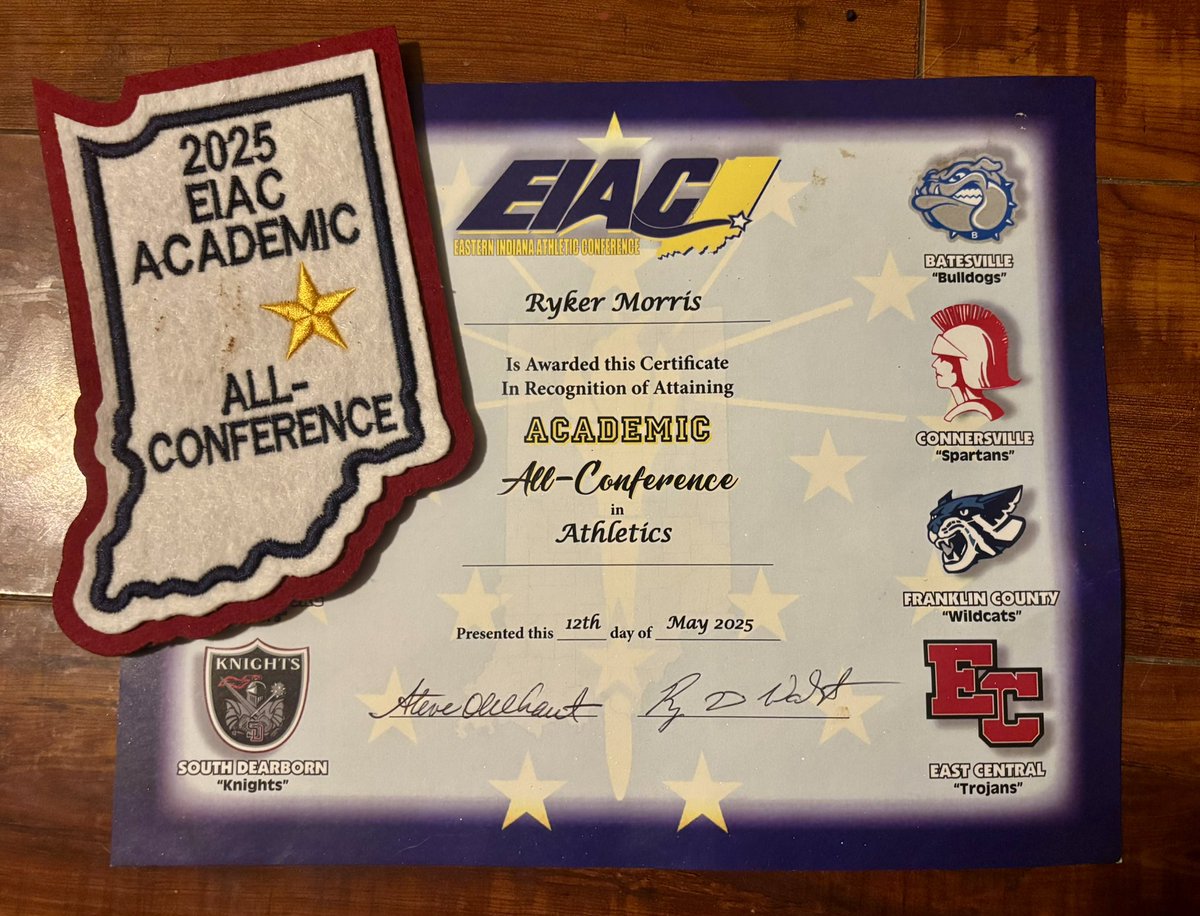 2025
EIAC
ACADEMIC
ALL-
CONFERENCE
EIAC
EASTERN INDIANA ATHLETIC CONFERENCE
Ryker Morris
Is Awarded this Certificate
In Recognition of Attaining
ACADEMIC
All-Conference
in
Athletics
Presented this 12th day of May 2025
B
BATESVILLE
"Bulldogs"
CONNERSVILLE
"Spartans"
FRANKLIN COUNTY
"Wildcats"
EC
EAST CENTRAL
"Trojans"
KNIGHTS
SD
SOUTH DEARBORN
"Knights"